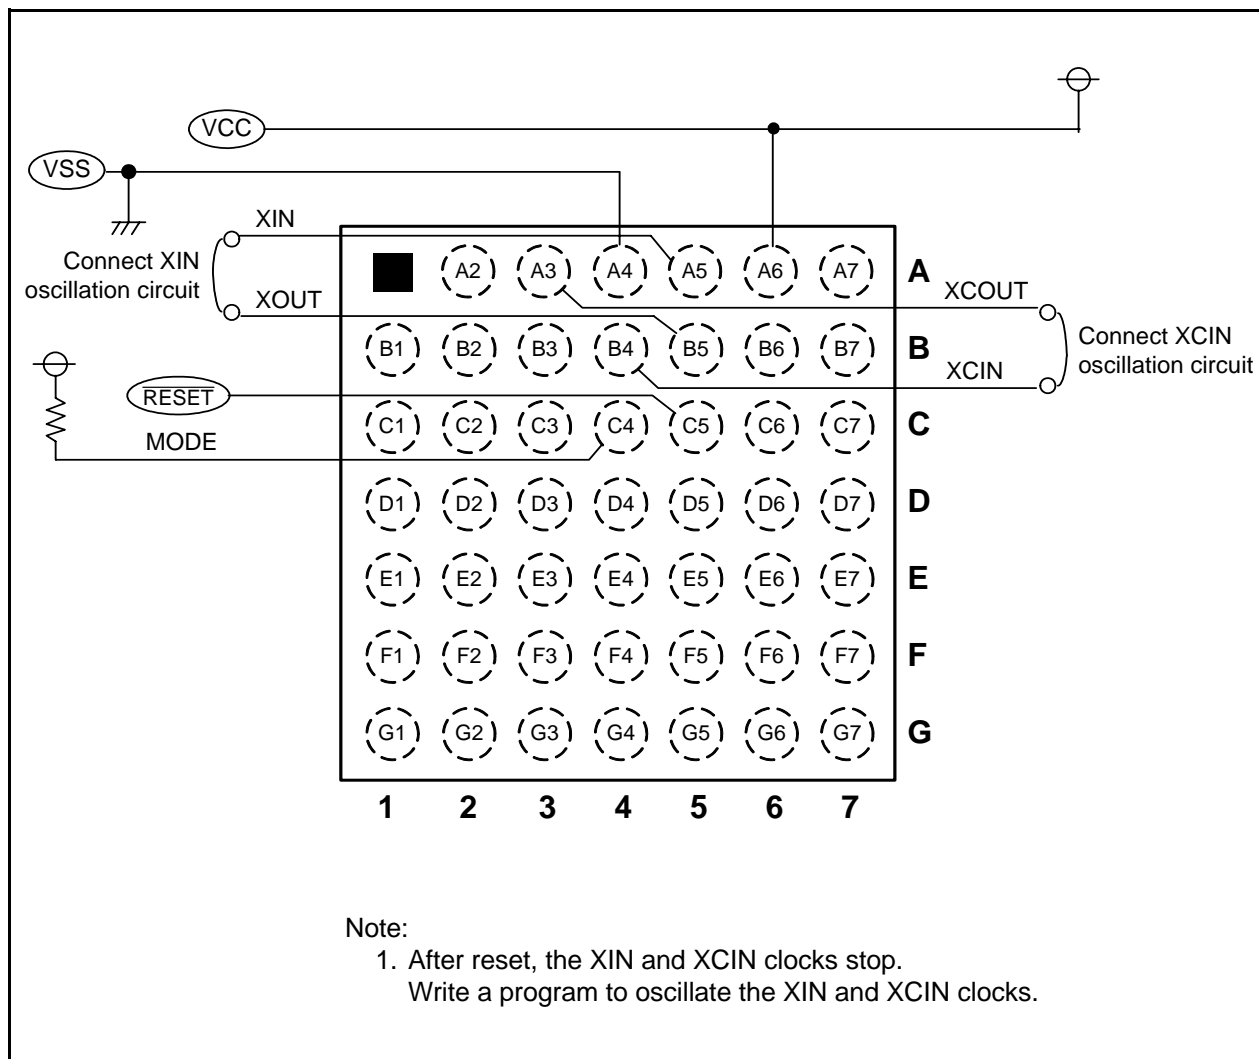 VCC
VSS
XIN
Connect XIN
oscillation circuit
XOUT
A2 A3 A4 A5 A6 A7 A
XCOUT
Connect XCIN
oscillation circuit
XCIN
B1 B2 B3 B4 B5 B6 B7 B
RESET
MODE
C1 C2 C3 C4 C5 C6 C7 C
D1 D2 D3 D4 D5 D6 D7 D
E1 E2 E3 E4 E5 E6 E7 E
F1 F2 F3 F4 F5 F6 F7 F
G1 G2 G3 G4 G5 G6 G7 G
1 2 3 4 5 6 7
Note:
1. After reset, the XIN and XCIN clocks stop.
Write a program to oscillate the XIN and XCIN clocks.